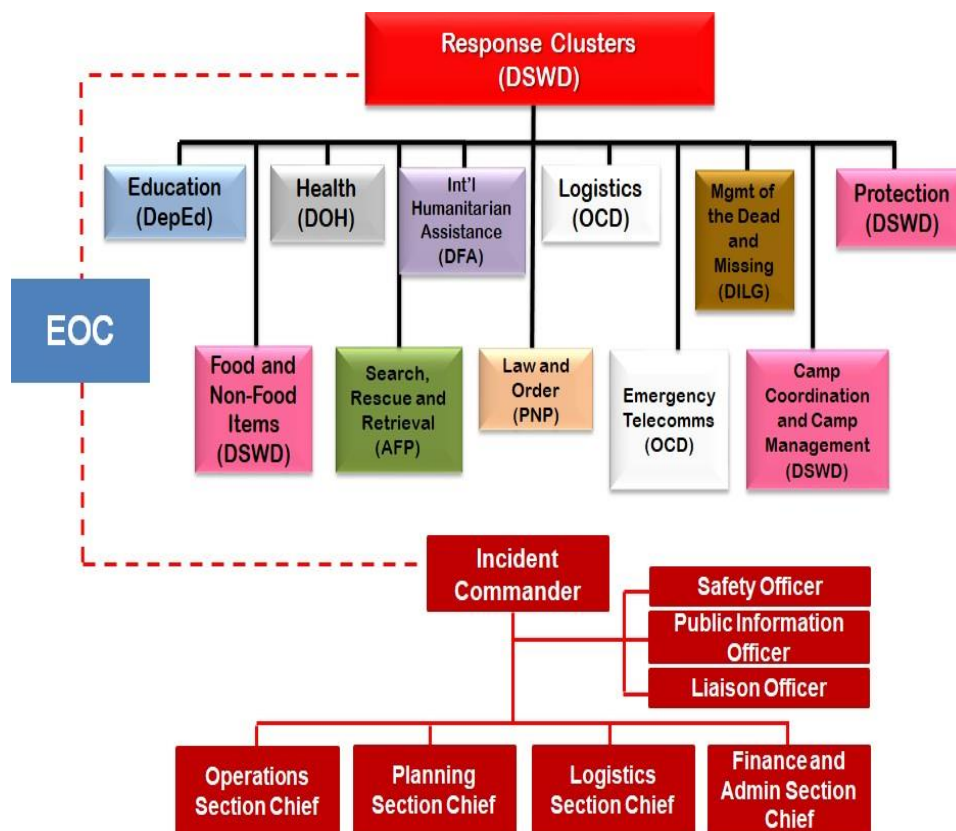 Response Clusters
(DSWD)
Education
(DepEd)
Health
(DOH)
Int'l
Humanitarian
Assistance
(DFA)
Logistics
(OCD)
Mgmt of
the Dead
and
Missing
(DILG)
Protection
(DSWD)
EOC
Food and
Non-Food
Items
(DSWD)
Search,
Rescue and
Retrieval
(AFP)
Law and
Order
(PNP)
Emergency
Telecomms
(OCD)
Camp
Coordination
and Camp
Management
(DSWD)
Incident
Commander
Safety Officer
Public Information
Officer
Liaison Officer
Operations
Section Chief
Planning
Section Chief
Logistics
Section Chief
Finance and
Admin Section
Chief